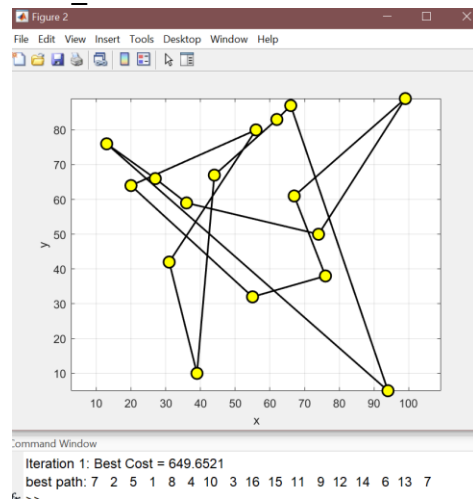 Figure 2
File Edit View Insert Tools Desktop Window Help
80
70
60
50
40
30
20
10
y
10 20 30 40 50 60 70 80 90 100
x
Command Window
Iteration 1: Best Cost = 649.6521
best path: 7 2 5 1 8 4 10 3 16 15 11 9 12 14 6 13 7
>>